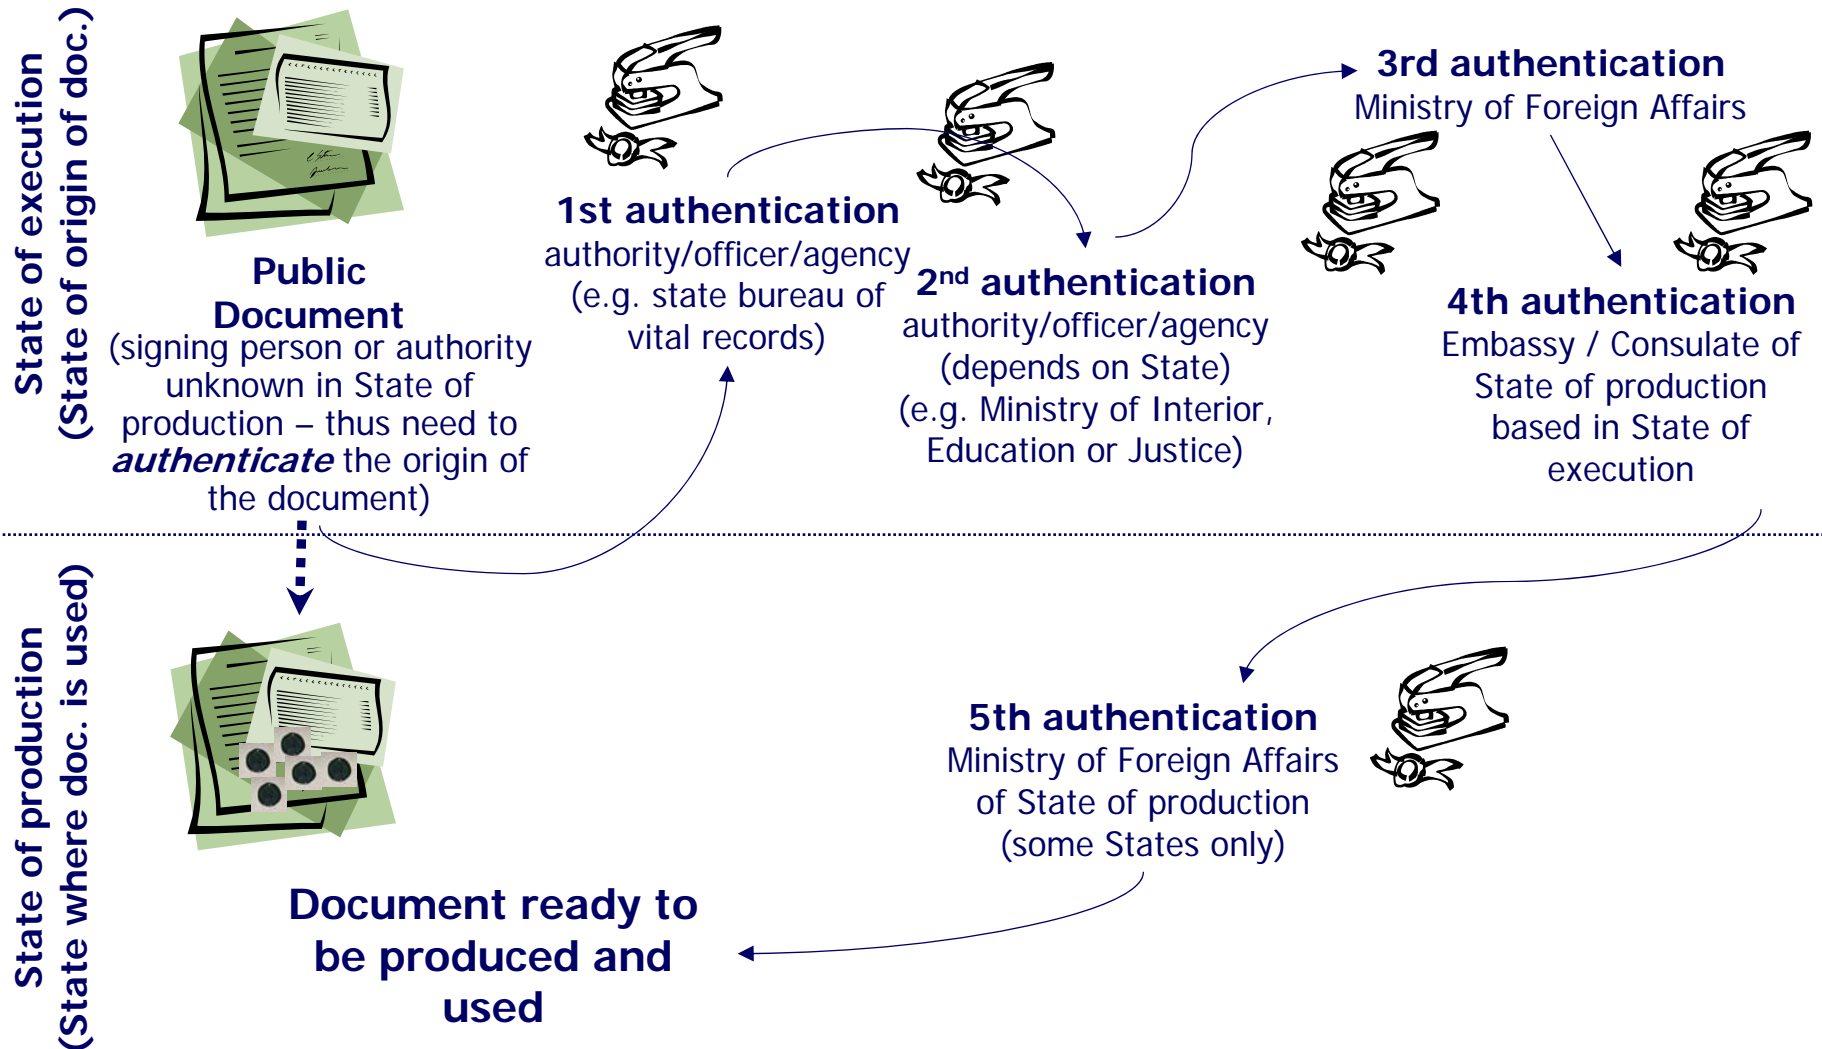 State of execution
(State of origin of doc.)
Public
Document
(signing person or authority
unknown in State of
production – thus need to
authenticate the origin of
the document)
1st authentication
authority/officer/agency
(e.g. state bureau of
vital records)
2nd authentication
authority/officer/agency
(depends on State)
(e.g. Ministry of Interior,
Education or Justice)
3rd authentication
Ministry of Foreign Affairs
4th authentication
Embassy / Consulate of
State of production
based in State of
execution
State of production
(State where doc. is used)
5th authentication
Ministry of Foreign Affairs
of State of production
(some States only)
Document ready to
be produced and
used